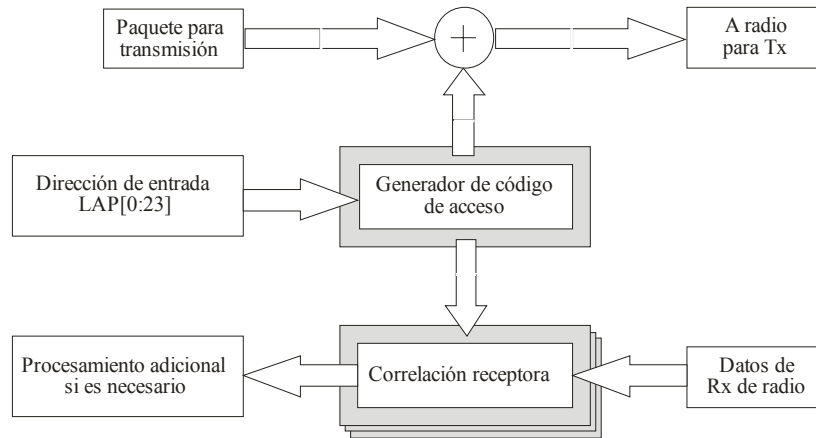 Paquete para
transmisión
+
A radio
para Tx
Dirección de entrada
LAP[0:23]
Generador de código
de acceso
Procesamiento adicional
si es necesario
Correlación receptora
Datos de
Rx de radio